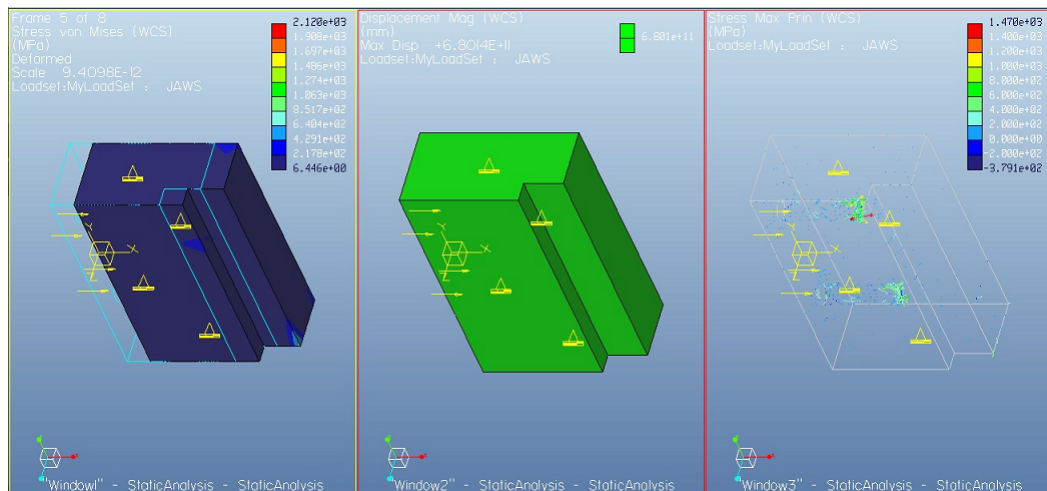 Frame 5 of 8
Stress von Mises (WCS)
(MPa)
Deformed
Scale 9.4098E-12
Loadset:MyLoadSet : JAWS
2.120e+03
1.908e+03
1.697e+03
1.486e+03
1.274e+03
1.063e+03
8.517e+02
6.404e+02
4.291e+02
2.178e+02
6.446e+00
X
Y
Z
"Window1" - StaticAnalysis - StaticAnalysis
Displacement Mag (WCS)
(mm)
Max Disp +6.8014E+11
Loadset:MyLoadSet : JAWS
6.801e+11
X
Y
Z
"Window2" - StaticAnalysis - StaticAnalysis
Stress Max Prin (WCS)
(MPa)
Loadset:MyLoadSet : JAWS
1.470e+03
1.400e+03
1.200e+03
1.000e+03
8.000e+02
6.000e+02
4.000e+02
2.000e+02
0.000e+00
-2.000e+02
-3.791e+02
X
Y
Z
"Window3" - StaticAnalysis - StaticAnalysis